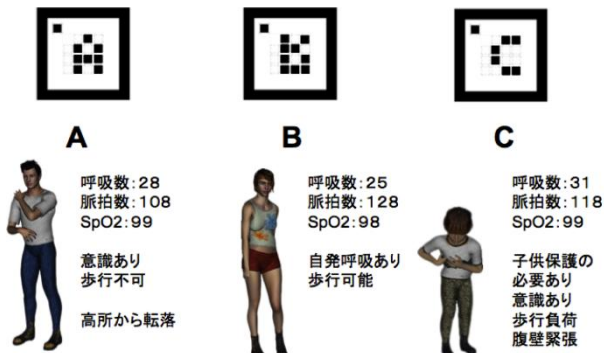 A
B
C
A
呼吸数:28
脈拍数:108
SpO2:99
意識あり
歩行不可
高所から転落
B
呼吸数:25
脈拍数:128
SpO2:98
自発呼吸あり
歩行可能
C
呼吸数:31
脈拍数:118
SpO2:99
子供保護の
必要あり
意識あり
歩行負荷
腹壁緊張